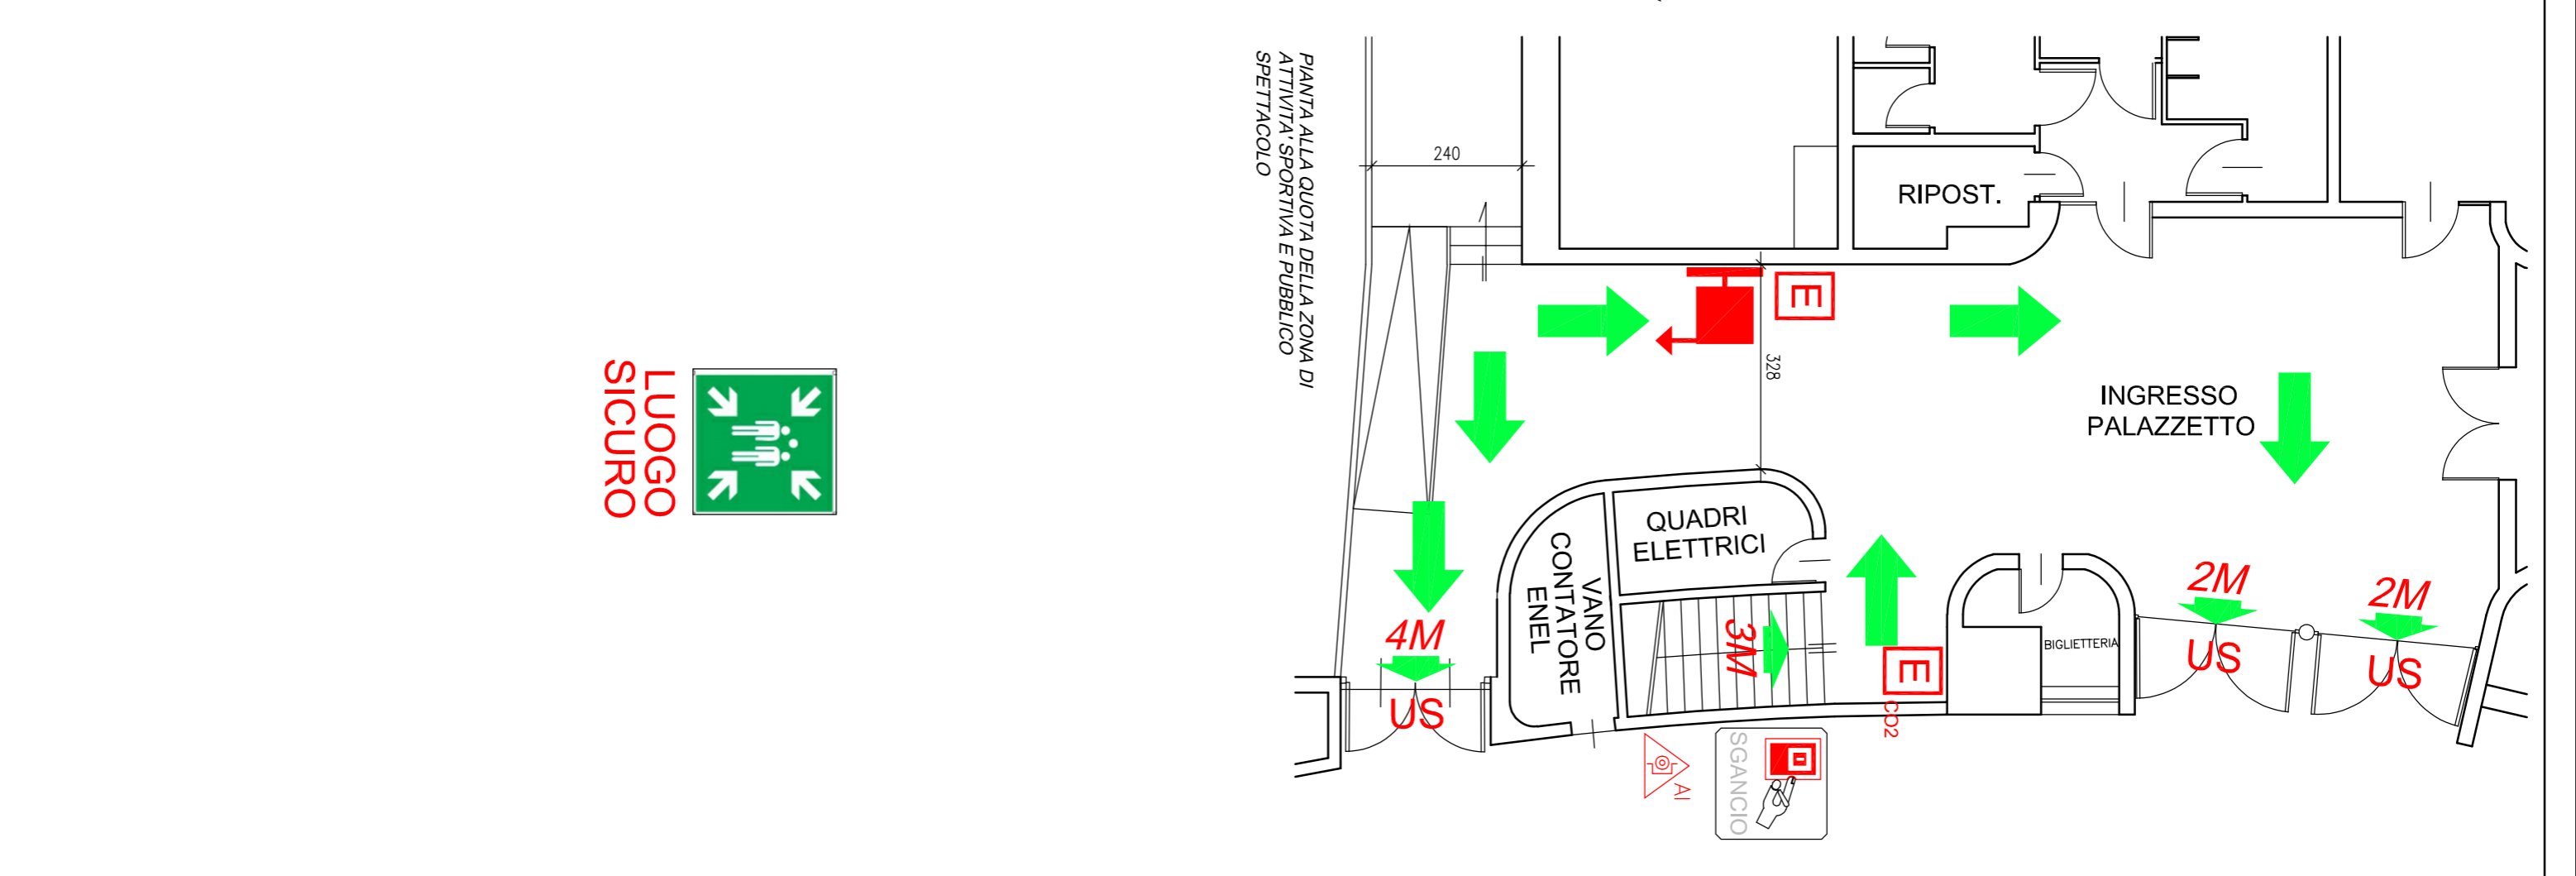 PIANTA ALLA QUOTA DELLA ZONA DI
ATTIVITA' SPORTIVA E PUBBLICO
SPETTACOLO
240
RIPOST.
E
328
INGRESSO
PALAZZETTO
LUOGO
SICURO
QUADRI
ELETTRICI
VANO
CONTATORE
ENEL
4M
US
3M
E
CO2
BIGLIETTERIA
2M
US
2M
US
AI
SGANCIO